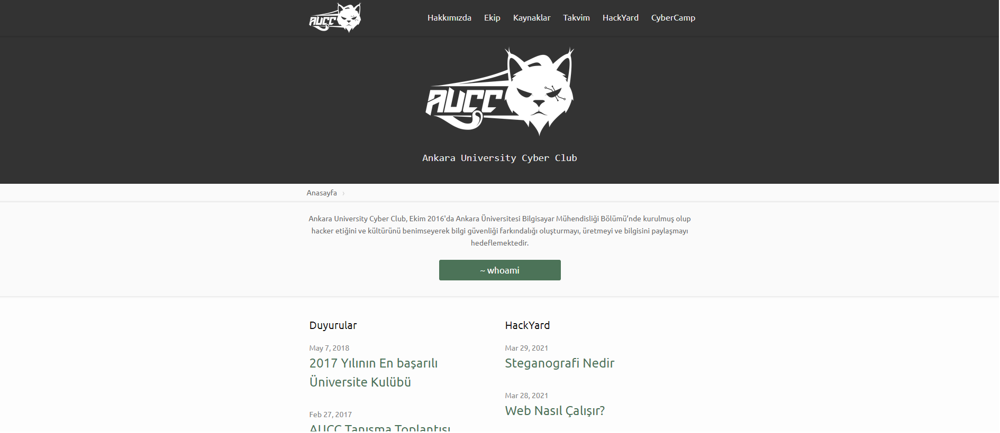 AUCC
Hakkımızda Ekip Kaynaklar Takvim HackYard CyberCamp
AUCC
Ankara University Cyber Club
Anasayfa ›
Ankara University Cyber Club, Ekim 2016'da Ankara Üniversitesi Bilgisayar Mühendisliği Bölümü’nde kurulmuş olup
hacker etiğini ve kültürünü benimseyerek bilgi güvenliği farkındalığı oluşturmayı, üretmeyi ve bilgisini paylaşmayı
hedeflemektedir.
~ whoami
Duyurular
May 7, 2018
2017 Yılının En başarılı
Üniversite Kulübü
Feb 27, 2017
AUCC Tanışma Toplantısı
HackYard
Mar 29, 2021
Steganografi Nedir
Mar 28, 2021
Web Nasıl Çalışır?